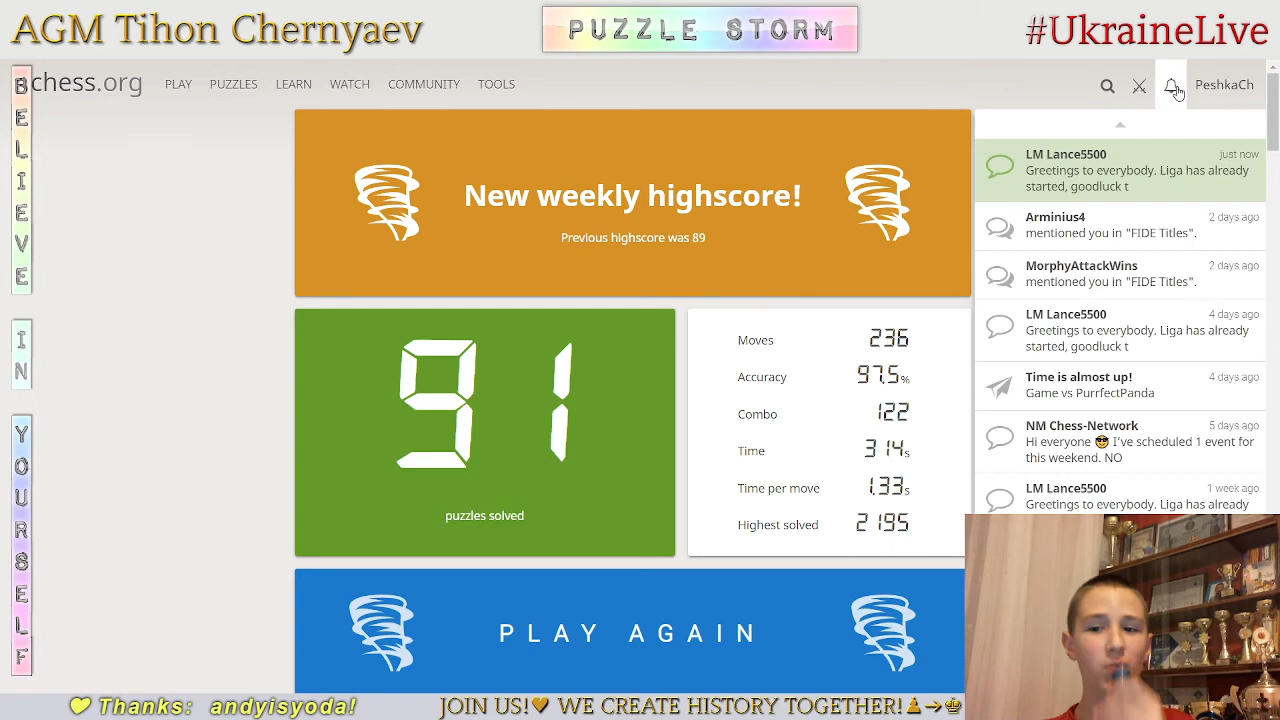 AGM Tihon Chernyaev
PUZZLE STORM
#UkraineLive
chess.org
PLAY
PUZZLES
LEARN
WATCH
COMMUNITY
TOOLS
PeshkaCh
BELIEVE
IN
YOURSELF
New weekly highscore!
Previous highscore was 89
91
puzzles solved
Moves 236
Accuracy 97.5%
Combo 122
Time 314s
Time per move 1.33s
Highest solved 2195
PLAY AGAIN
LM Lance5500 just now
Greetings to everybody. Liga has already
started, goodluck t
Arminius4 2 days ago
mentioned you in "FIDE Titles".
MorphyAttackWins 2 days ago
mentioned you in "FIDE Titles".
LM Lance5500 4 days ago
Greetings to everybody. Liga has already
started, goodluck t
Time is almost up! 4 days ago
Game vs PurrfectPanda
NM Chess-Network 5 days ago
Hi everyone 😎 I've scheduled 1 event for
this weekend. NO
LM Lance5500 1 week ago
Greetings to everybody. Liga has already
💛 Thanks: andyisyoda!
JOIN US!🧡 WE CREATE HISTORY TOGETHER!♟→♚